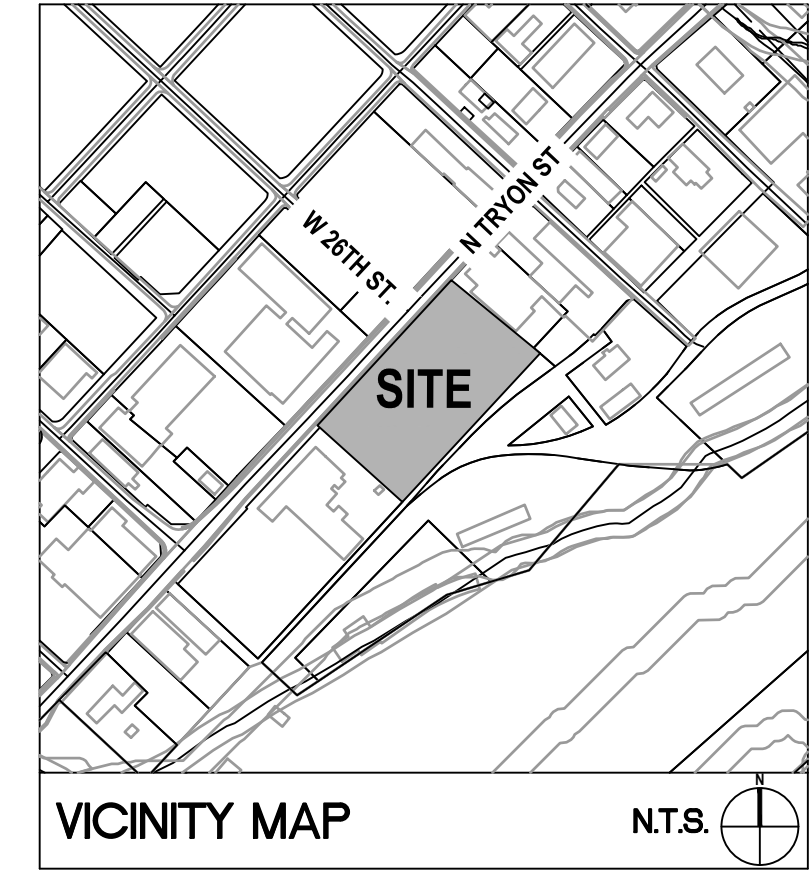 N TRYON ST
W 26TH ST.
SITE
VICINITY MAP
N.T.S.
N